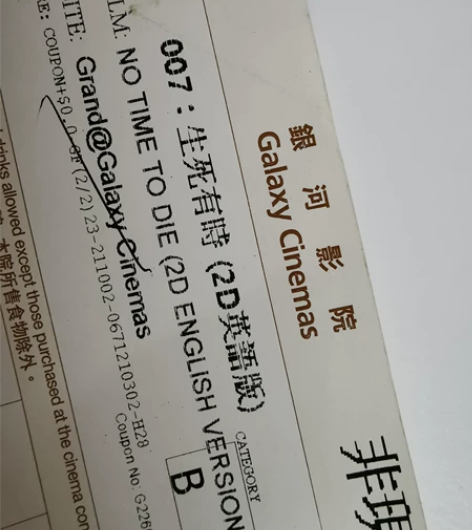 銀河影院
Galaxy Cinemas
非
007：生死有時 (2D英語版)
LM: NO TIME TO DIE (2D ENGLISH VERSION
CATEGORY
B
ITE: Grand@Galaxy Cinemas
E: COUPON+$0.0 GF(2/2) 23-211002-0671210302-H28
Coupon No: G226
drinks allowed except those purchased at the cinema con
本院所售食物除外。